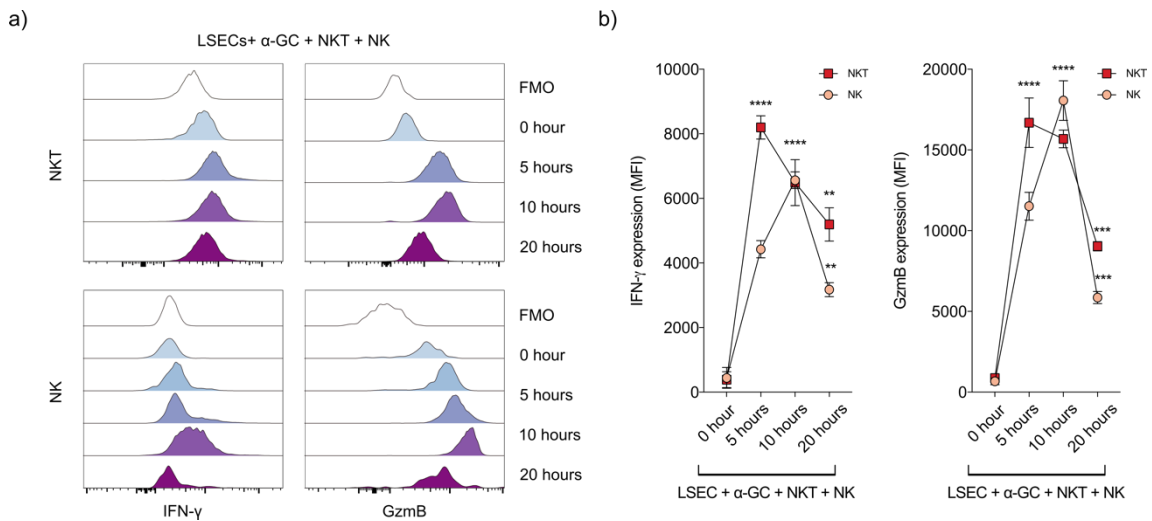 a)
LSECs+ α-GC + NKT + NK
NKT
FMO
0 hour
5 hours
10 hours
20 hours
NK
FMO
0 hour
5 hours
10 hours
20 hours
IFN-γ
GzmB
b)
IFN-γ expression (MFI)
10000
8000
6000
4000
2000
0
****
****
**
**
NKT
NK
0 hour
5 hours
10 hours
20 hours
LSEC + α-GC + NKT + NK
GzmB expression (MFI)
20000
15000
10000
5000
0
****
****
***
***
NKT
NK
0 hour
5 hours
10 hours
20 hours
LSEC + α-GC + NKT + NK